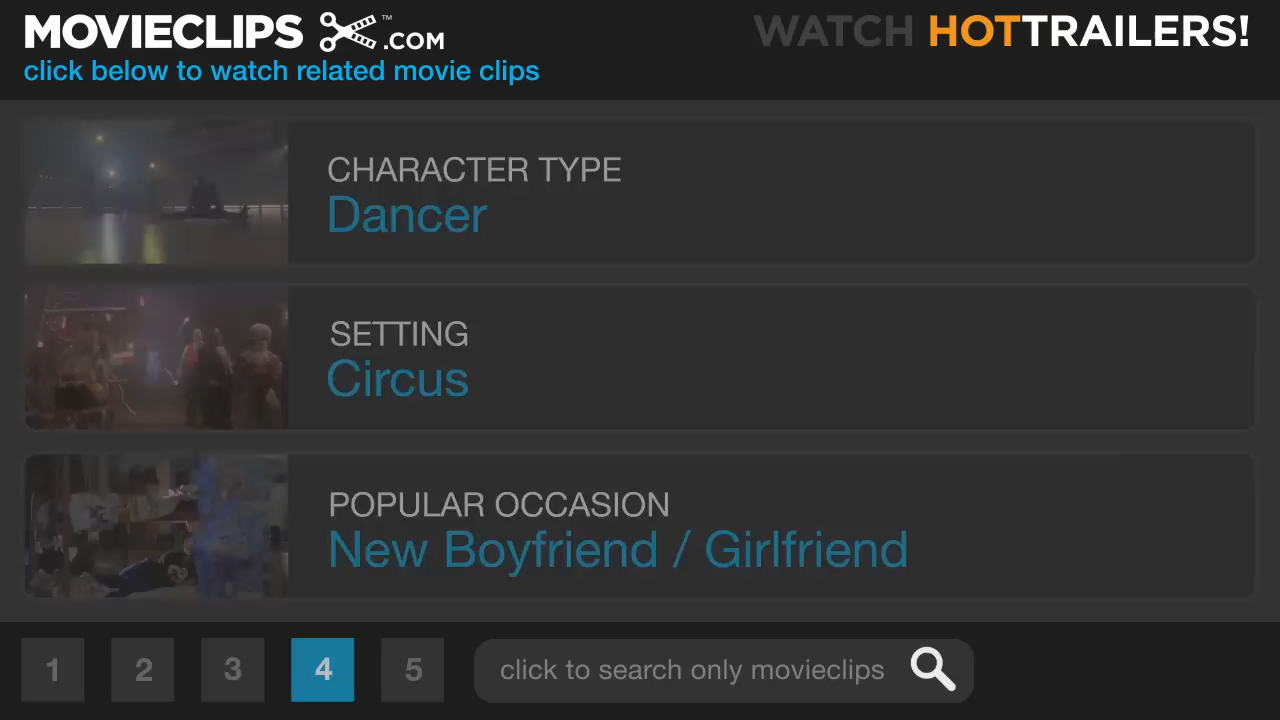 MOVIECLIPS ™ .COM
WATCH HOTTRAILERS!
click below to watch related movie clips
CHARACTER TYPE
Dancer
SETTING
Circus
POPULAR OCCASION
New Boyfriend / Girlfriend
1 2 3 4 5
click to search only movieclips